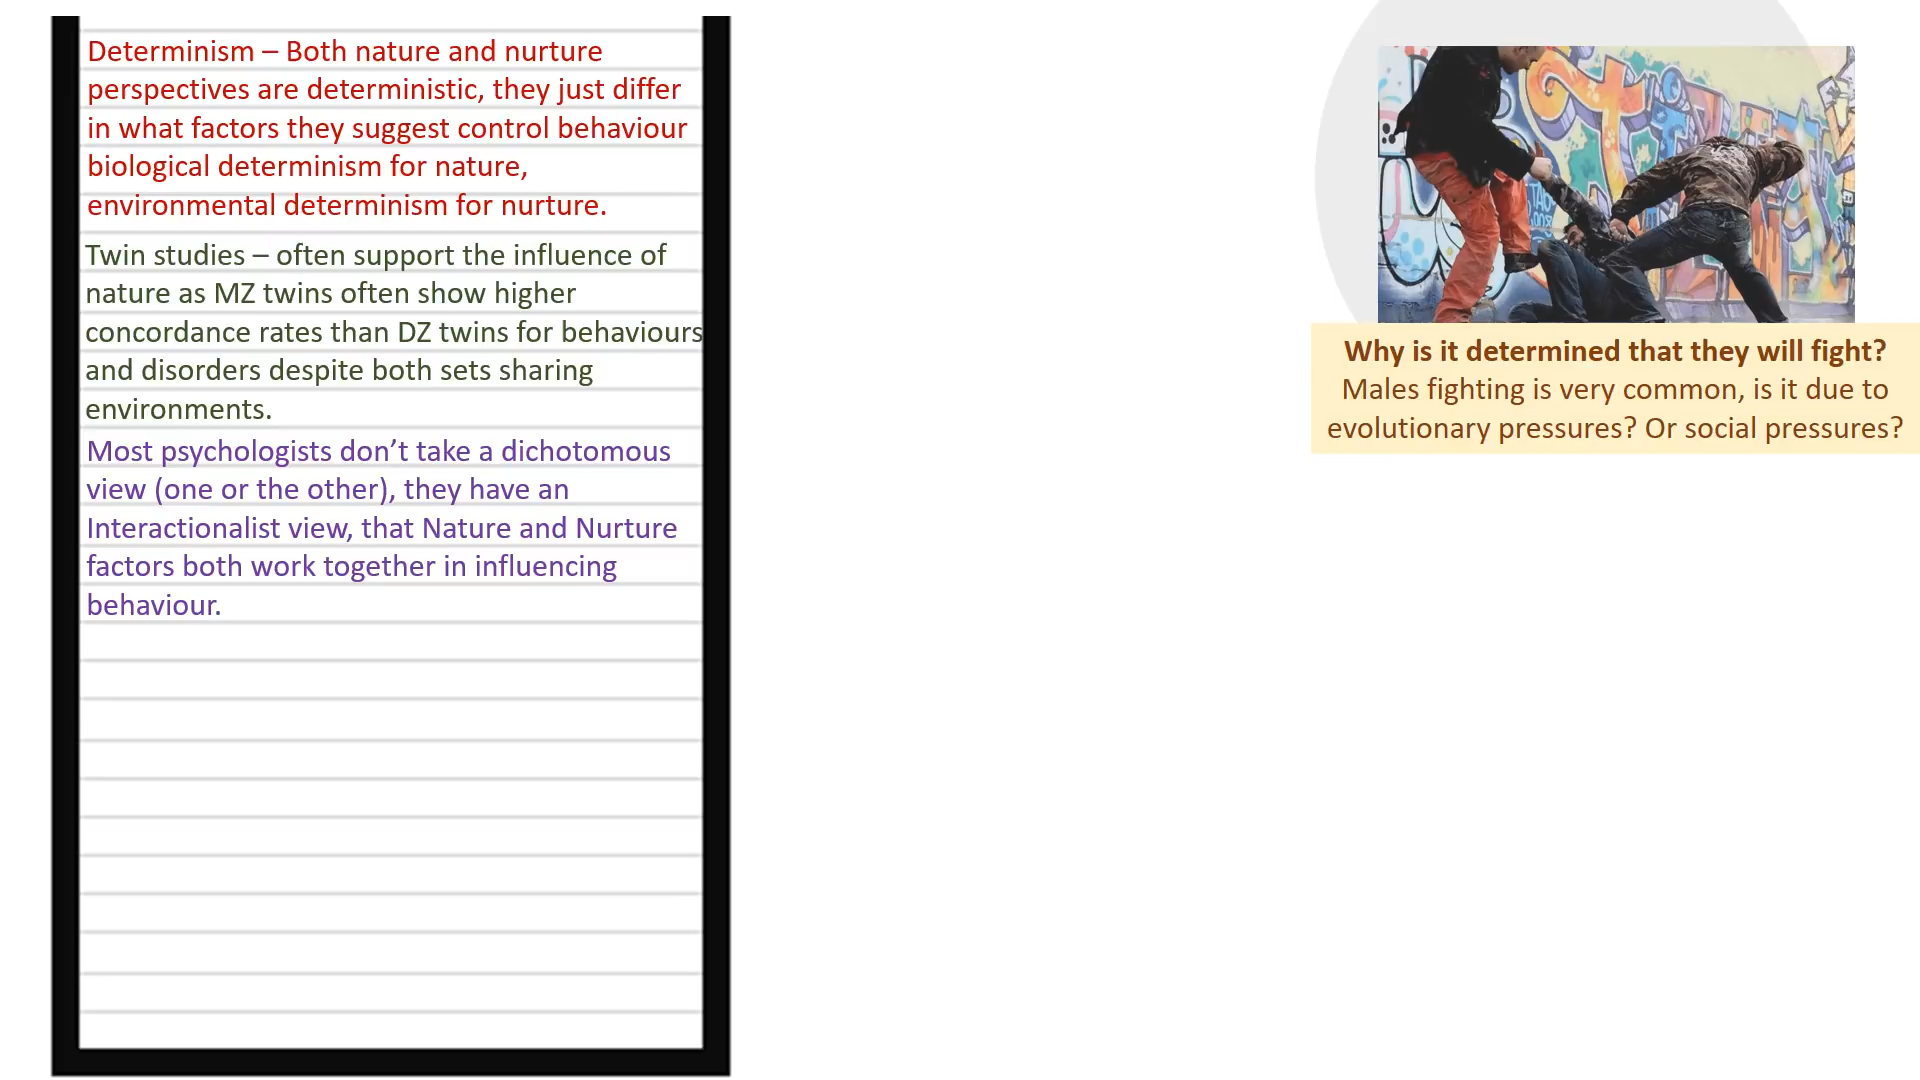 Determinism – Both nature and nurture
perspectives are deterministic, they just differ
in what factors they suggest control behaviour
biological determinism for nature,
environmental determinism for nurture.
Twin studies – often support the influence of
nature as MZ twins often show higher
concordance rates than DZ twins for behaviours
and disorders despite both sets sharing
environments.
Most psychologists don’t take a dichotomous
view (one or the other), they have an
Interactionalist view, that Nature and Nurture
factors both work together in influencing
behaviour.
Why is it determined that they will fight?
Males fighting is very common, is it due to
evolutionary pressures? Or social pressures?